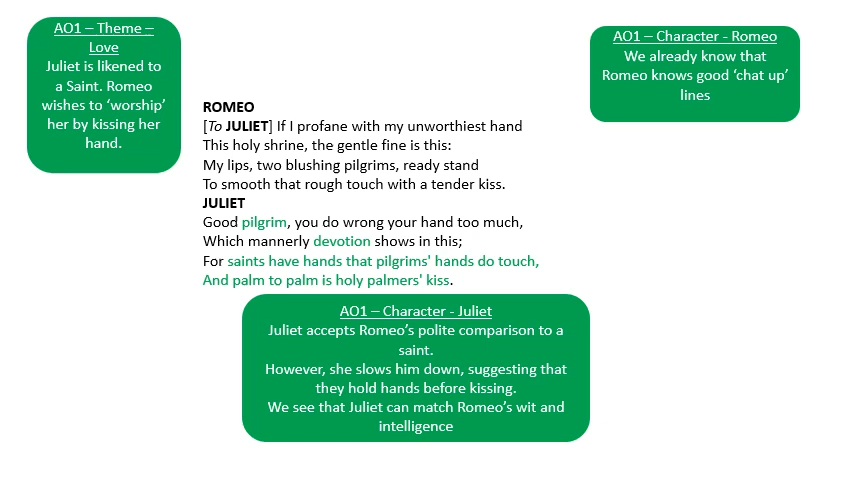 AO1 – Theme –
Love
Juliet is likened to
a Saint. Romeo
wishes to ‘worship’
her by kissing her
hand.
AO1 – Character - Romeo
We already know that
Romeo knows good ‘chat up’
lines
ROMEO
[To JULIET] If I profane with my unworthiest hand
This holy shrine, the gentle fine is this:
My lips, two blushing pilgrims, ready stand
To smooth that rough touch with a tender kiss.
JULIET
Good pilgrim, you do wrong your hand too much,
Which mannerly devotion shows in this;
For saints have hands that pilgrims' hands do touch,
And palm to palm is holy palmers' kiss.
AO1 – Character - Juliet
Juliet accepts Romeo’s polite comparison to a
saint.
However, she slows him down, suggesting that
they hold hands before kissing.
We see that Juliet can match Romeo’s wit and
intelligence